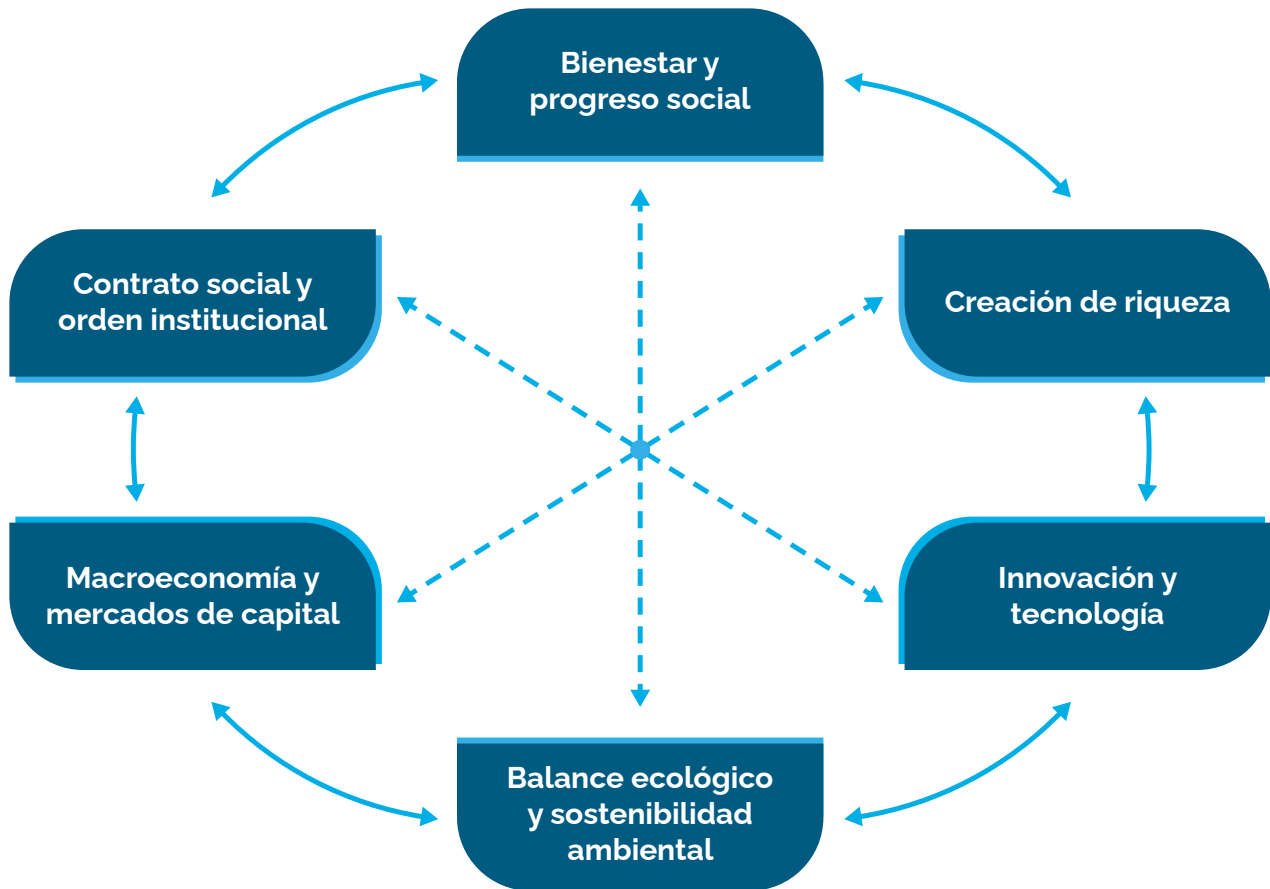 Bienestar y
progreso social
Contrato social y
orden institucional
Creación de riqueza
Macroeconomía y
mercados de capital
Innovación y
tecnología
Balance ecológico
y sostenibilidad
ambiental